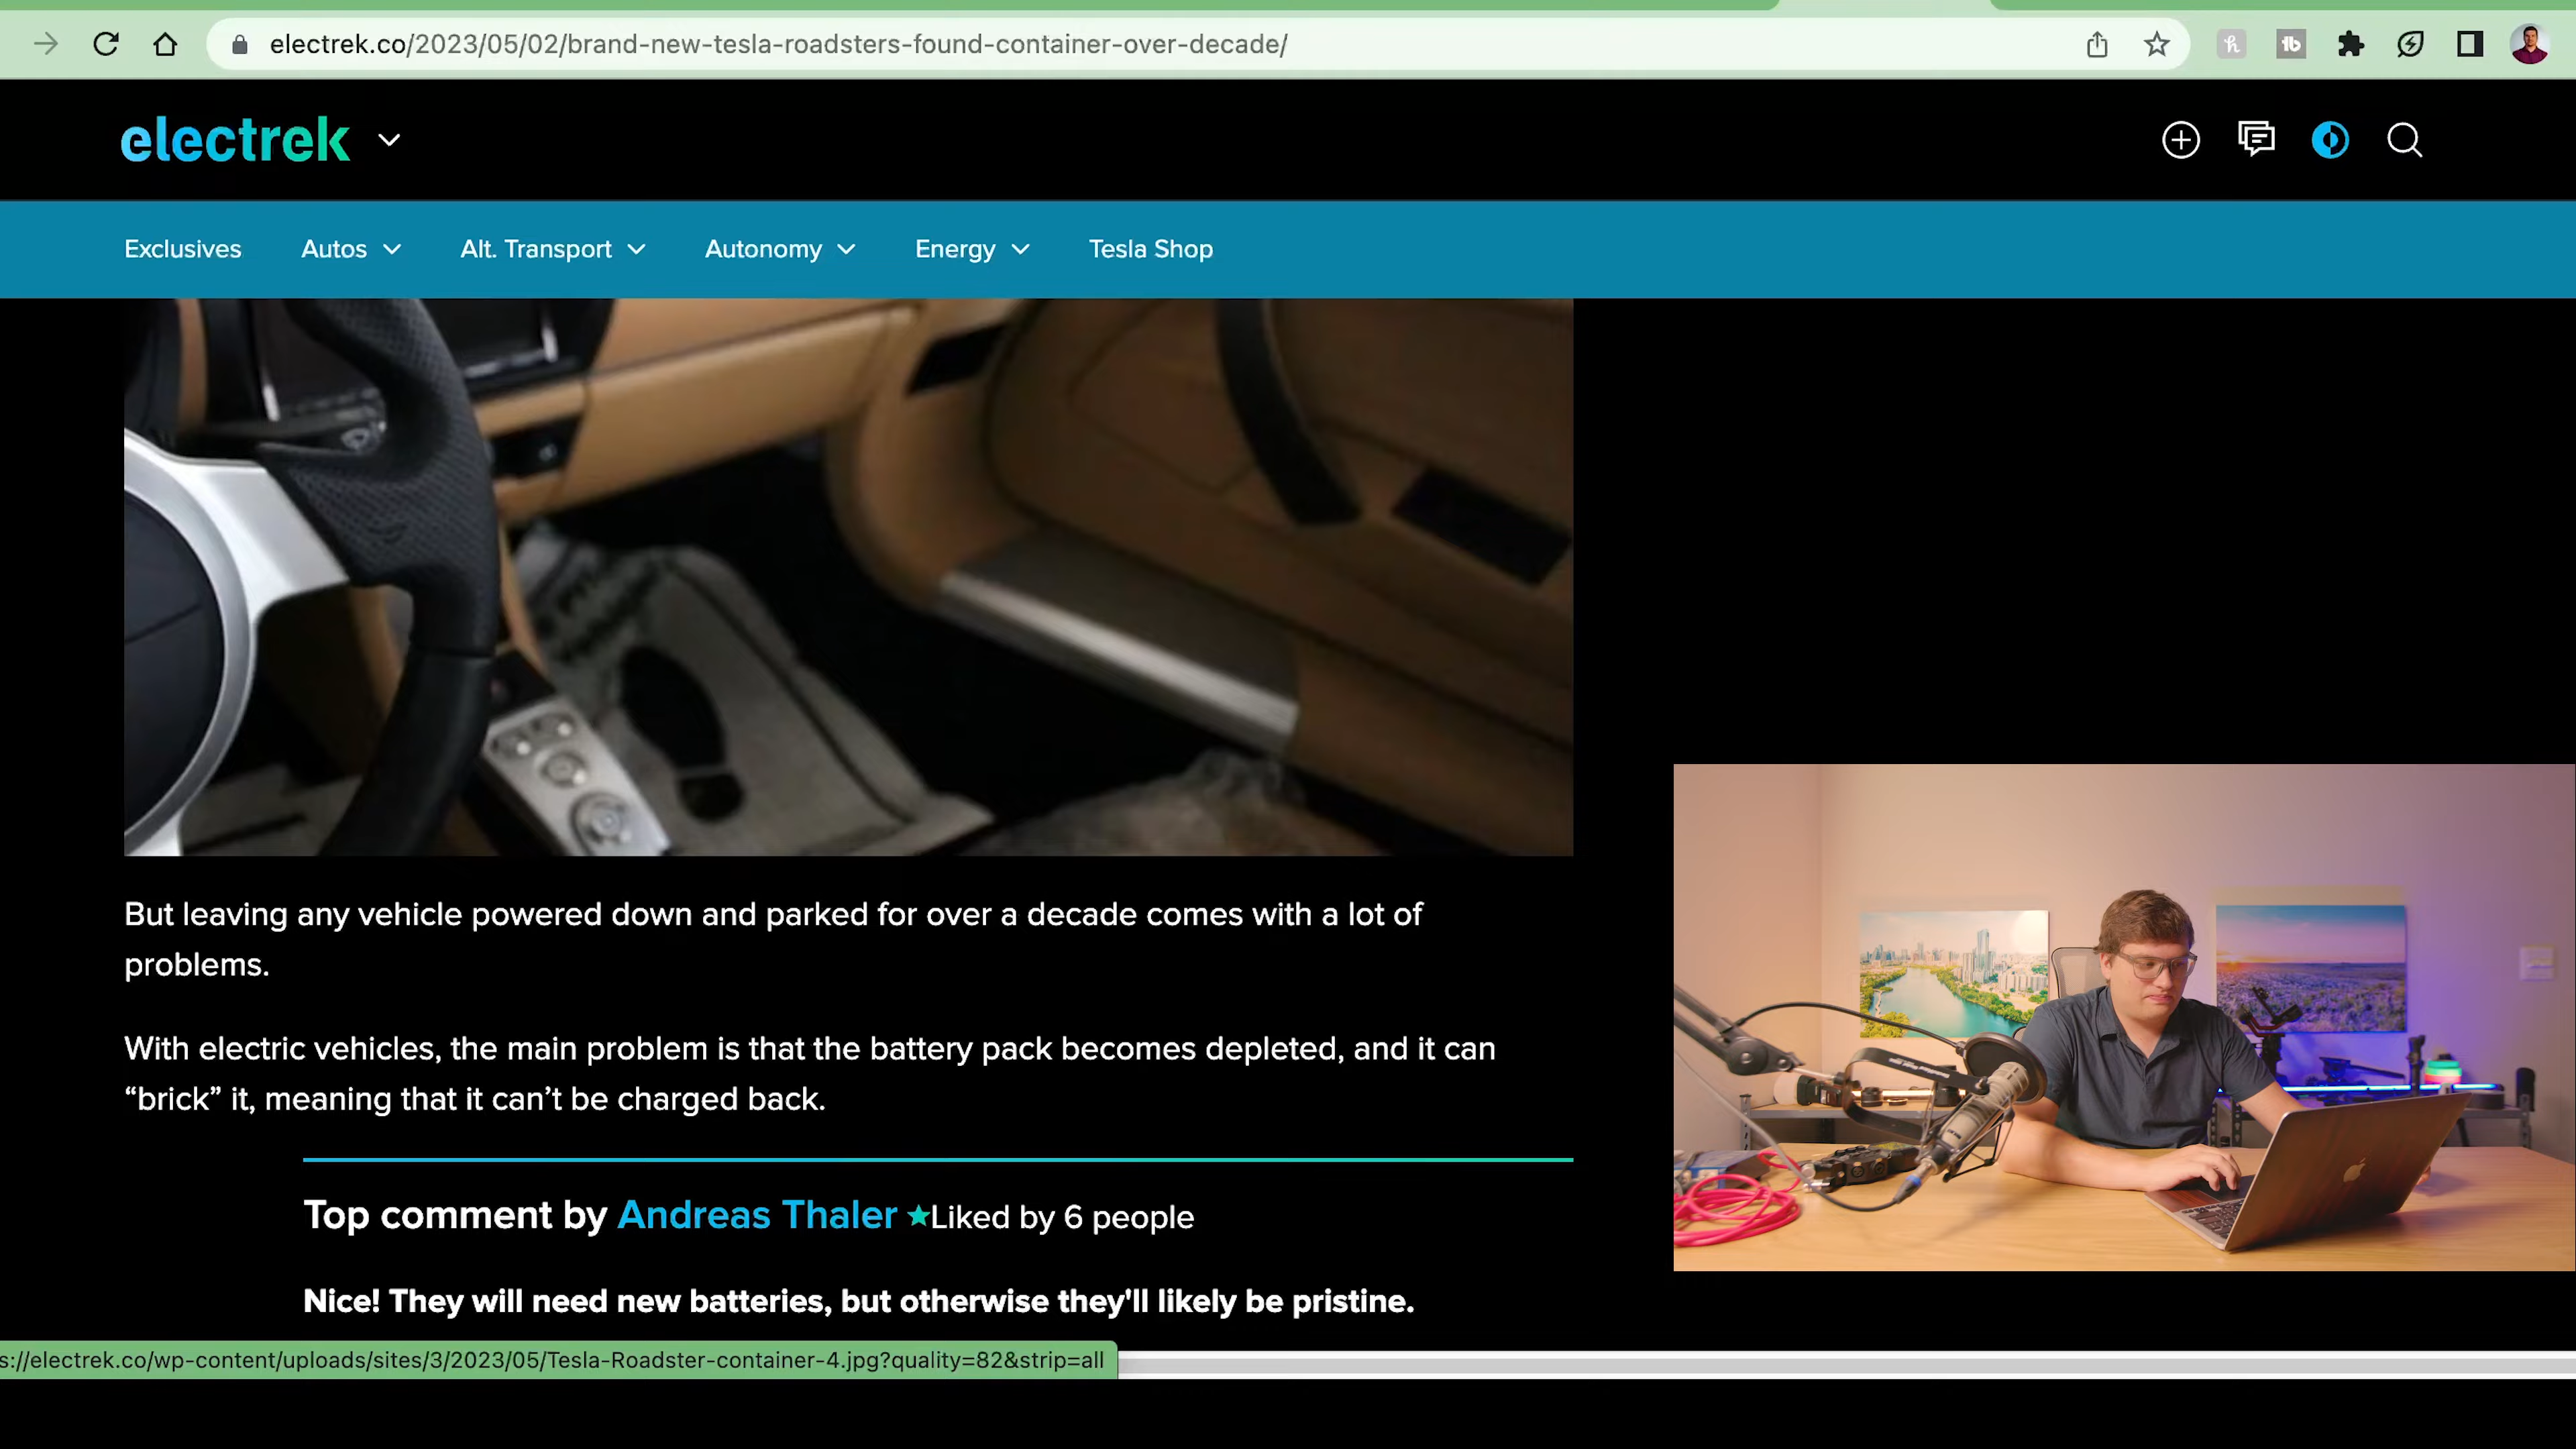 electrek.co/2023/05/02/brand-new-tesla-roadsters-found-container-over-decade/
electrek
Exclusives Autos Alt. Transport Autonomy Energy Tesla Shop
But leaving any vehicle powered down and parked for over a decade comes with a lot of
problems.
With electric vehicles, the main problem is that the battery pack becomes depleted, and it can
“brick” it, meaning that it can’t be charged back.
Top comment by Andreas Thaler ★Liked by 6 people
Nice! They will need new batteries, but otherwise they'll likely be pristine.
s://electrek.co/wp-content/uploads/sites/3/2023/05/Tesla-Roadster-container-4.jpg?quality=82&strip=all